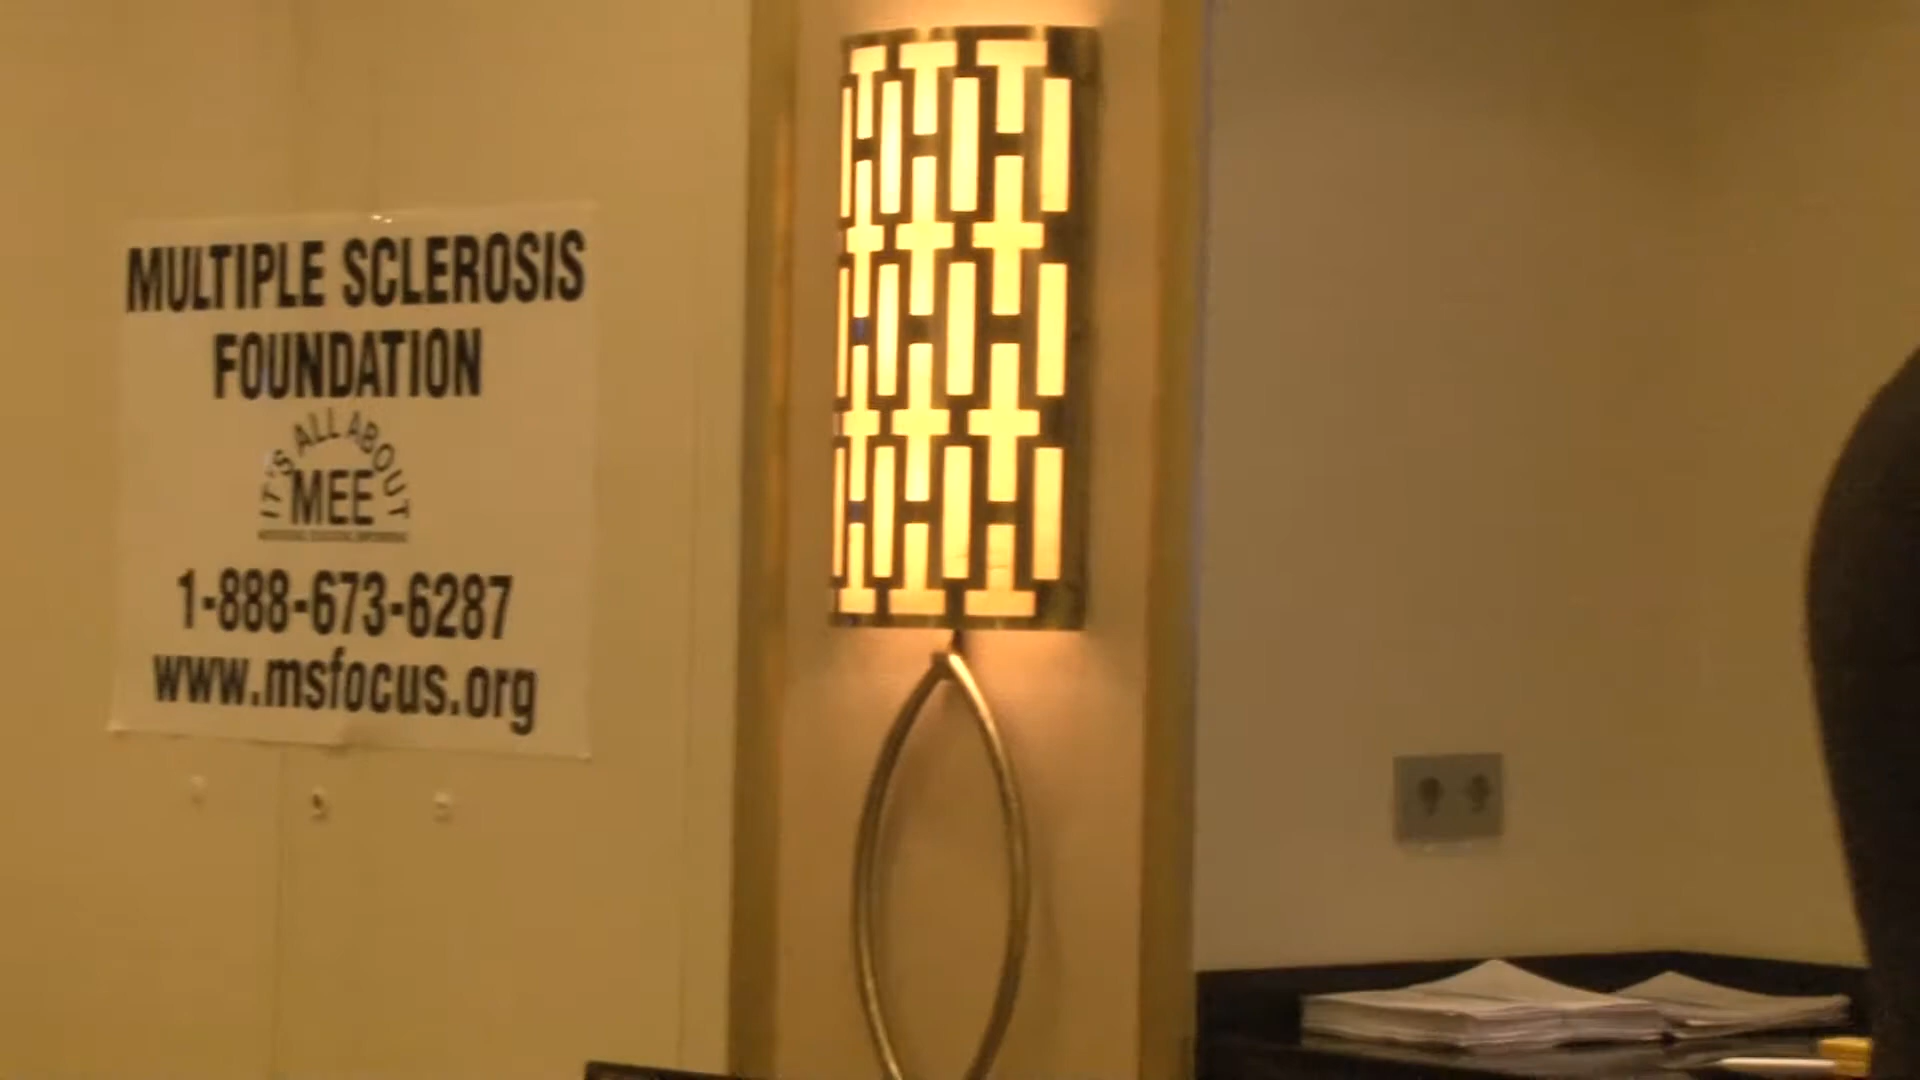 MULTIPLE SCLEROSIS
FOUNDATION
IT'S ALL ABOUT
MEE
1-888-673-6287
www.msfocus.org